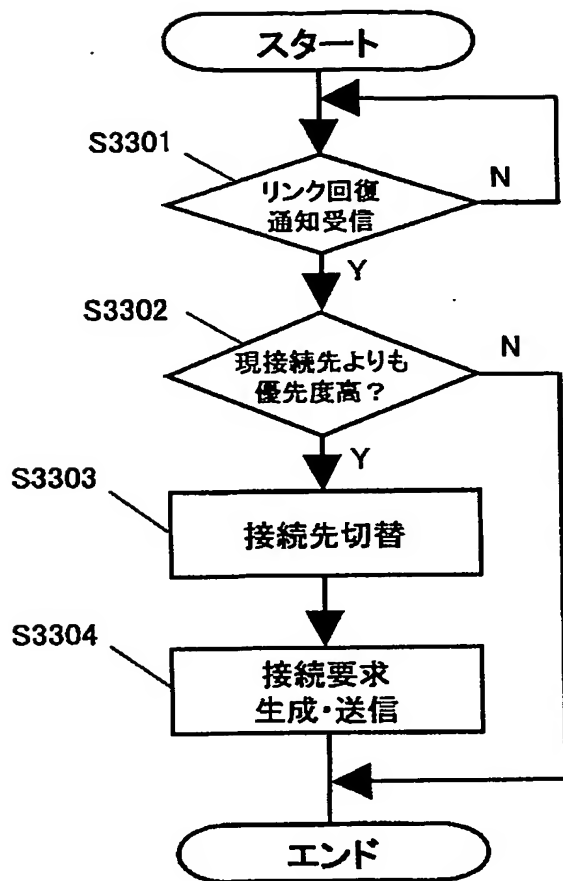 スタート
S3301
リンク回復
通知受信
N
Y
S3302
現接続先よりも
優先度高？
N
Y
S3303
接続先切替
S3304
接続要求
生成・送信
エンド